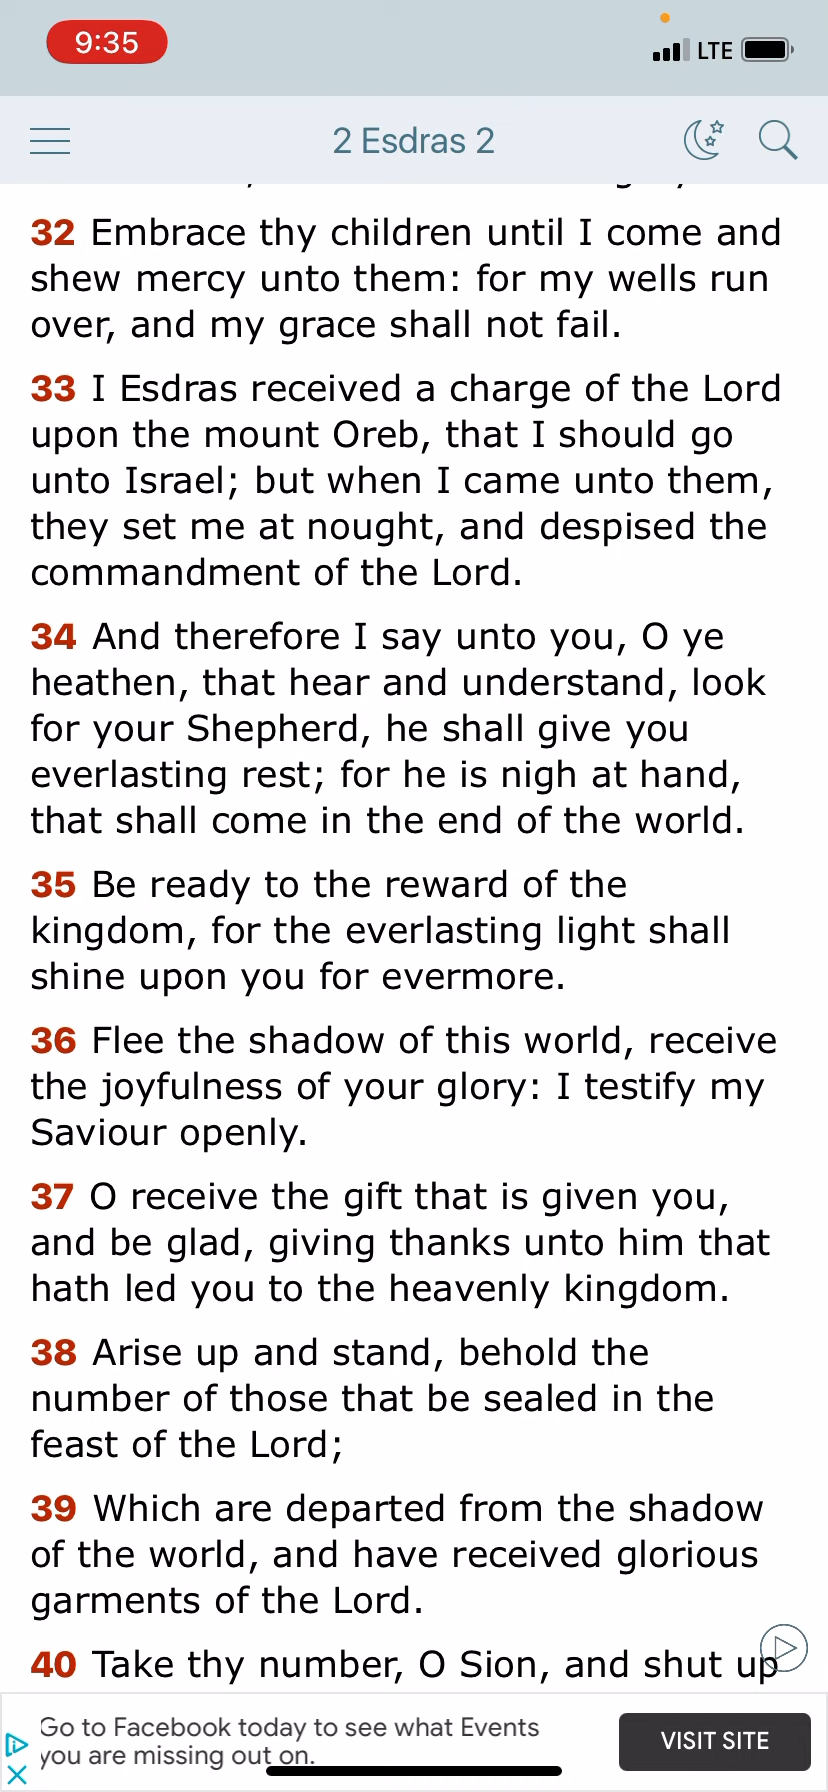 9:35
LTE
2 Esdras 2
32 Embrace thy children until I come and
shew mercy unto them: for my wells run
over, and my grace shall not fail.
33 I Esdras received a charge of the Lord
upon the mount Oreb, that I should go
unto Israel; but when I came unto them,
they set me at nought, and despised the
commandment of the Lord.
34 And therefore I say unto you, O ye
heathen, that hear and understand, look
for your Shepherd, he shall give you
everlasting rest; for he is nigh at hand,
that shall come in the end of the world.
35 Be ready to the reward of the
kingdom, for the everlasting light shall
shine upon you for evermore.
36 Flee the shadow of this world, receive
the joyfulness of your glory: I testify my
Saviour openly.
37 O receive the gift that is given you,
and be glad, giving thanks unto him that
hath led you to the heavenly kingdom.
38 Arise up and stand, behold the
number of those that be sealed in the
feast of the Lord;
39 Which are departed from the shadow
of the world, and have received glorious
garments of the Lord.
40 Take thy number, O Sion, and shut up
Go to Facebook today to see what Events
you are missing out on.
VISIT SITE